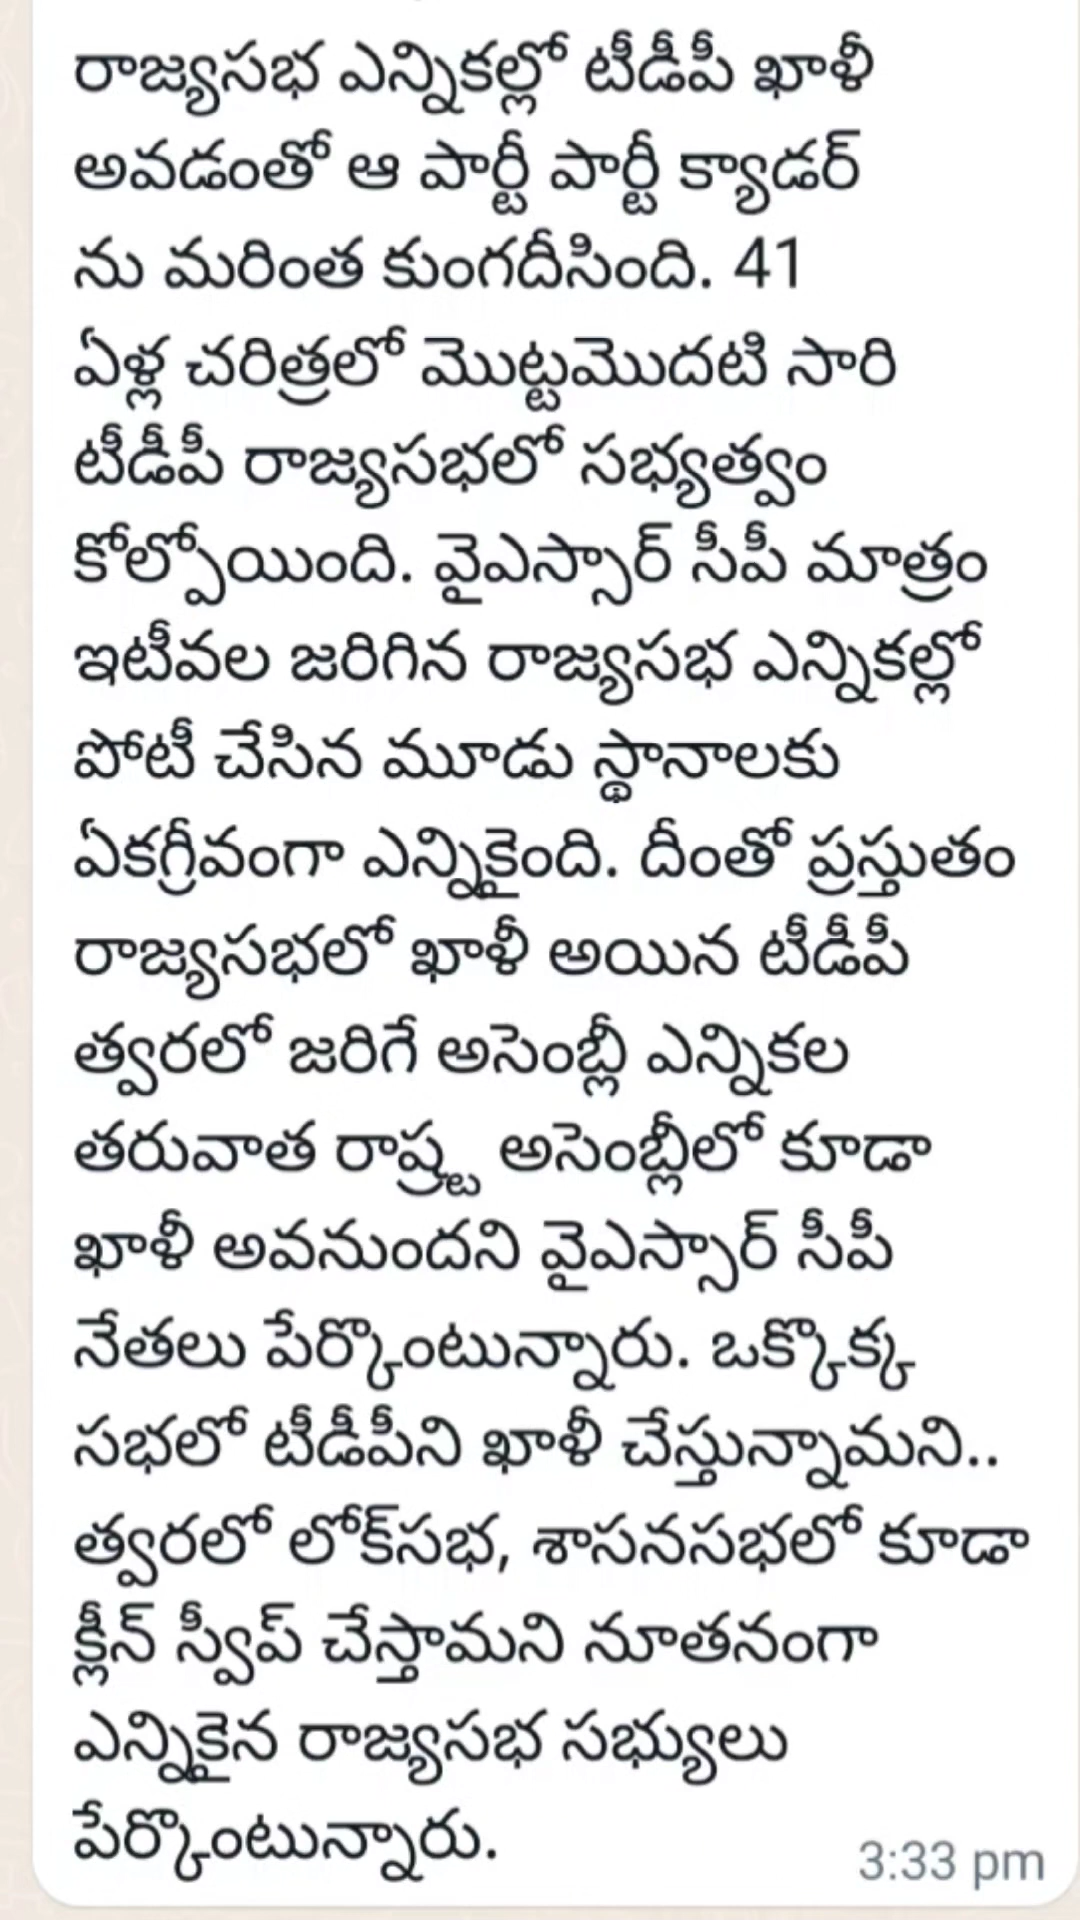 రాజ్యసభ ఎన్నికల్లో టీడీపీ ఖాళీ
అవడంతో ఆ పార్టీ పార్టీ క్యాడర్
ను మరింత కుంగదీసింది. 41
ఏళ్ల చరిత్రలో మొట్టమొదటి సారి
టీడీపీ రాజ్యసభలో సభ్యత్వం
కోల్పోయింది. వైఎస్సార్ సీపీ మాత్రం
ఇటీవల జరిగిన రాజ్యసభ ఎన్నికల్లో
పోటీ చేసిన మూడు స్థానాలకు
ఏకగ్రీవంగా ఎన్నికైంది. దీంతో ప్రస్తుతం
రాజ్యసభలో ఖాళీ అయిన టీడీపీ
త్వరలో జరిగే అసెంబ్లీ ఎన్నికల
తరువాత రాష్ట్ర అసెంబ్లీలో కూడా
ఖాళీ అవనుందని వైఎస్సార్ సీపీ
నేతలు పేర్కొంటున్నారు. ఒక్కొక్క
సభలో టీడీపీని ఖాళీ చేస్తున్నామని..
త్వరలో లోక్‌సభ, శాసనసభలో కూడా
క్లీన్ స్వీప్ చేస్తామని నూతనంగా
ఎన్నికైన రాజ్యసభ సభ్యులు
పేర్కొంటున్నారు.
3:33 pm